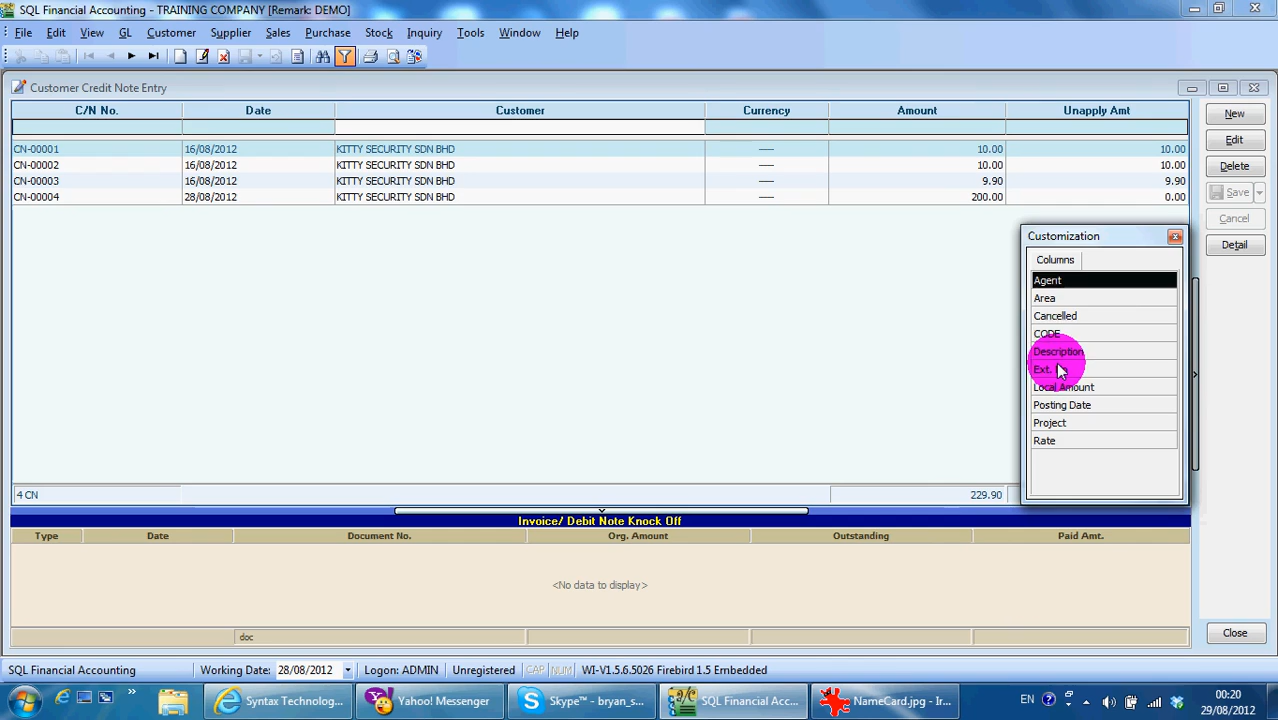 SQL Financial Accounting - TRAINING COMPANY [Remark: DEMO]
File Edit View GL Customer Supplier Sales Purchase Stock Inquiry Tools Window Help
Customer Credit Note Entry
C/N No. Date Customer Currency Amount Unapply Amt
CN-00001 16/08/2012 KITTY SECURITY SDN BHD ---- 10.00 10.00
CN-00002 16/08/2012 KITTY SECURITY SDN BHD ---- 10.00 10.00
CN-00003 16/08/2012 KITTY SECURITY SDN BHD ---- 9.90 9.90
CN-00004 28/08/2012 KITTY SECURITY SDN BHD ---- 200.00 0.00
New
Edit
Delete
Save
Cancel
Detail
Customization
Columns
Agent
Area
Cancelled
CODE
Description
Ext.
Local Amount
Posting Date
Project
Rate
4 CN 229.90
Invoice/ Debit Note Knock Off
Type Date Document No. Org. Amount Outstanding Paid Amt.
<No data to display>
doc
Close
SQL Financial Accounting Working Date: 28/08/2012 Logon: ADMIN Unregistered CAP NUM WI-V1.5.6.5026 Firebird 1.5 Embedded
Syntax Technolog... Yahoo! Messenger Skype™ - bryan_s... SQL Financial Acc... NameCard.jpg - Ir... EN
00:20
29/08/2012